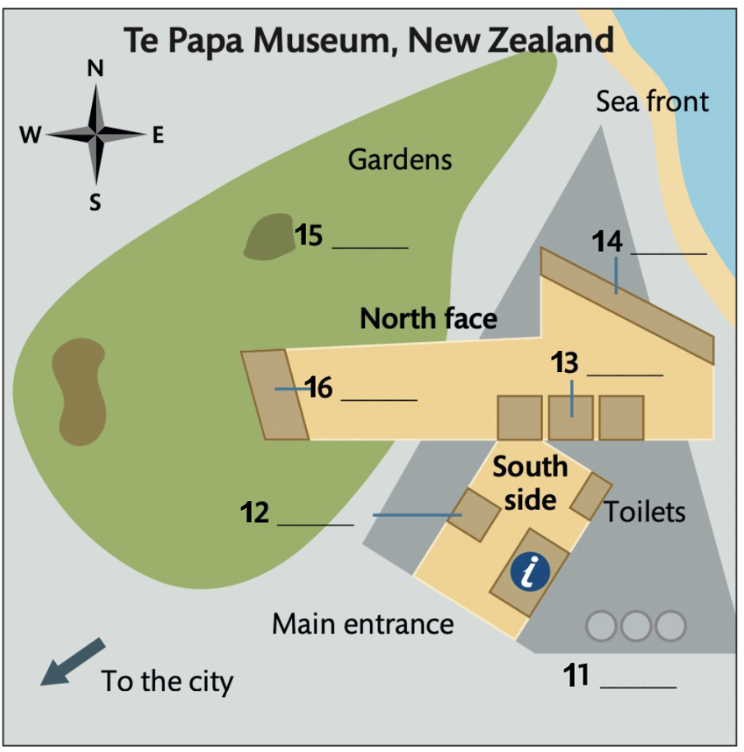 Te Papa Museum, New Zealand
N
W E
S
Sea front
Gardens
15 ______
14 ______
North face
13 ______
16 ______
South
side
12 ______
Toilets
i
Main entrance
To the city
11 ______